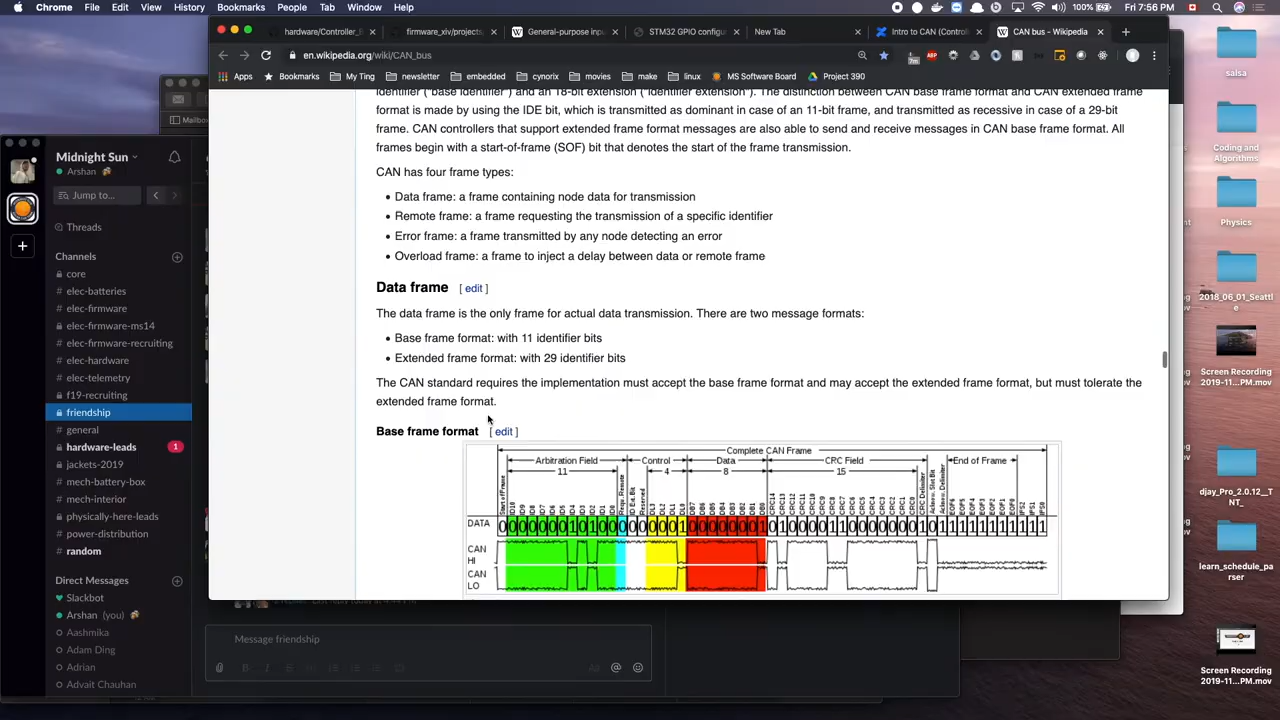 Chrome File Edit View History Bookmarks People Tab Window Help
100% Fri 7:56 PM
hardware/Controller_E
firmware_xiv/projects
General-purpose inpu
STM32 GPIO configur
New Tab
Intro to CAN (Control
CAN bus - Wikipedia
en.wikipedia.org/wiki/CAN_bus
Apps Bookmarks My Ting newsletter embedded cynorix movies make linux MS Software Board Project 390
identifier ("base identifier") and an 18-bit extension ("identifier extension"). The distinction between CAN base frame format and CAN extended frame
format is made by using the IDE bit, which is transmitted as dominant in case of an 11-bit frame, and transmitted as recessive in case of a 29-bit
frame. CAN controllers that support extended frame format messages are also able to send and receive messages in CAN base frame format. All
frames begin with a start-of-frame (SOF) bit that denotes the start of the frame transmission.
CAN has four frame types:
Data frame: a frame containing node data for transmission
Remote frame: a frame requesting the transmission of a specific identifier
Error frame: a frame transmitted by any node detecting an error
Overload frame: a frame to inject a delay between data or remote frame
Data frame [ edit ]
The data frame is the only frame for actual data transmission. There are two message formats:
Base frame format: with 11 identifier bits
Extended frame format: with 29 identifier bits
The CAN standard requires the implementation must accept the base frame format and may accept the extended frame format, but must tolerate the
extended frame format.
Base frame format [ edit ]
Complete CAN Frame
Arbitration Field Control Data CRC Field End of Frame
11 4 8 15
DATA
CAN
HI
CAN
LO
Mailbox
Midnight Sun
Arshan
Jump to...
Threads
Channels
core
elec-batteries
elec-firmware
elec-firmware-ms14
elec-firmware-recruiting
elec-hardware
elec-telemetry
f19-recruiting
friendship
general
hardware-leads 1
jackets-2019
mech-battery-box
mech-interior
physically-here-leads
power-distribution
random
Direct Messages
Slackbot
Arshan (you)
Aashmika
Adam Ding
Adrian
Advait Chauhan
Message friendship
salsa
Coding and
Algorithms
Physics
2018_06_01_Seattl
e
Screen Recording
2019-11...PM.mov
djay_Pro_2.0.12__T
NT_
learn_schedule_pa
rser
Screen Recording
2019-11...PM.mov